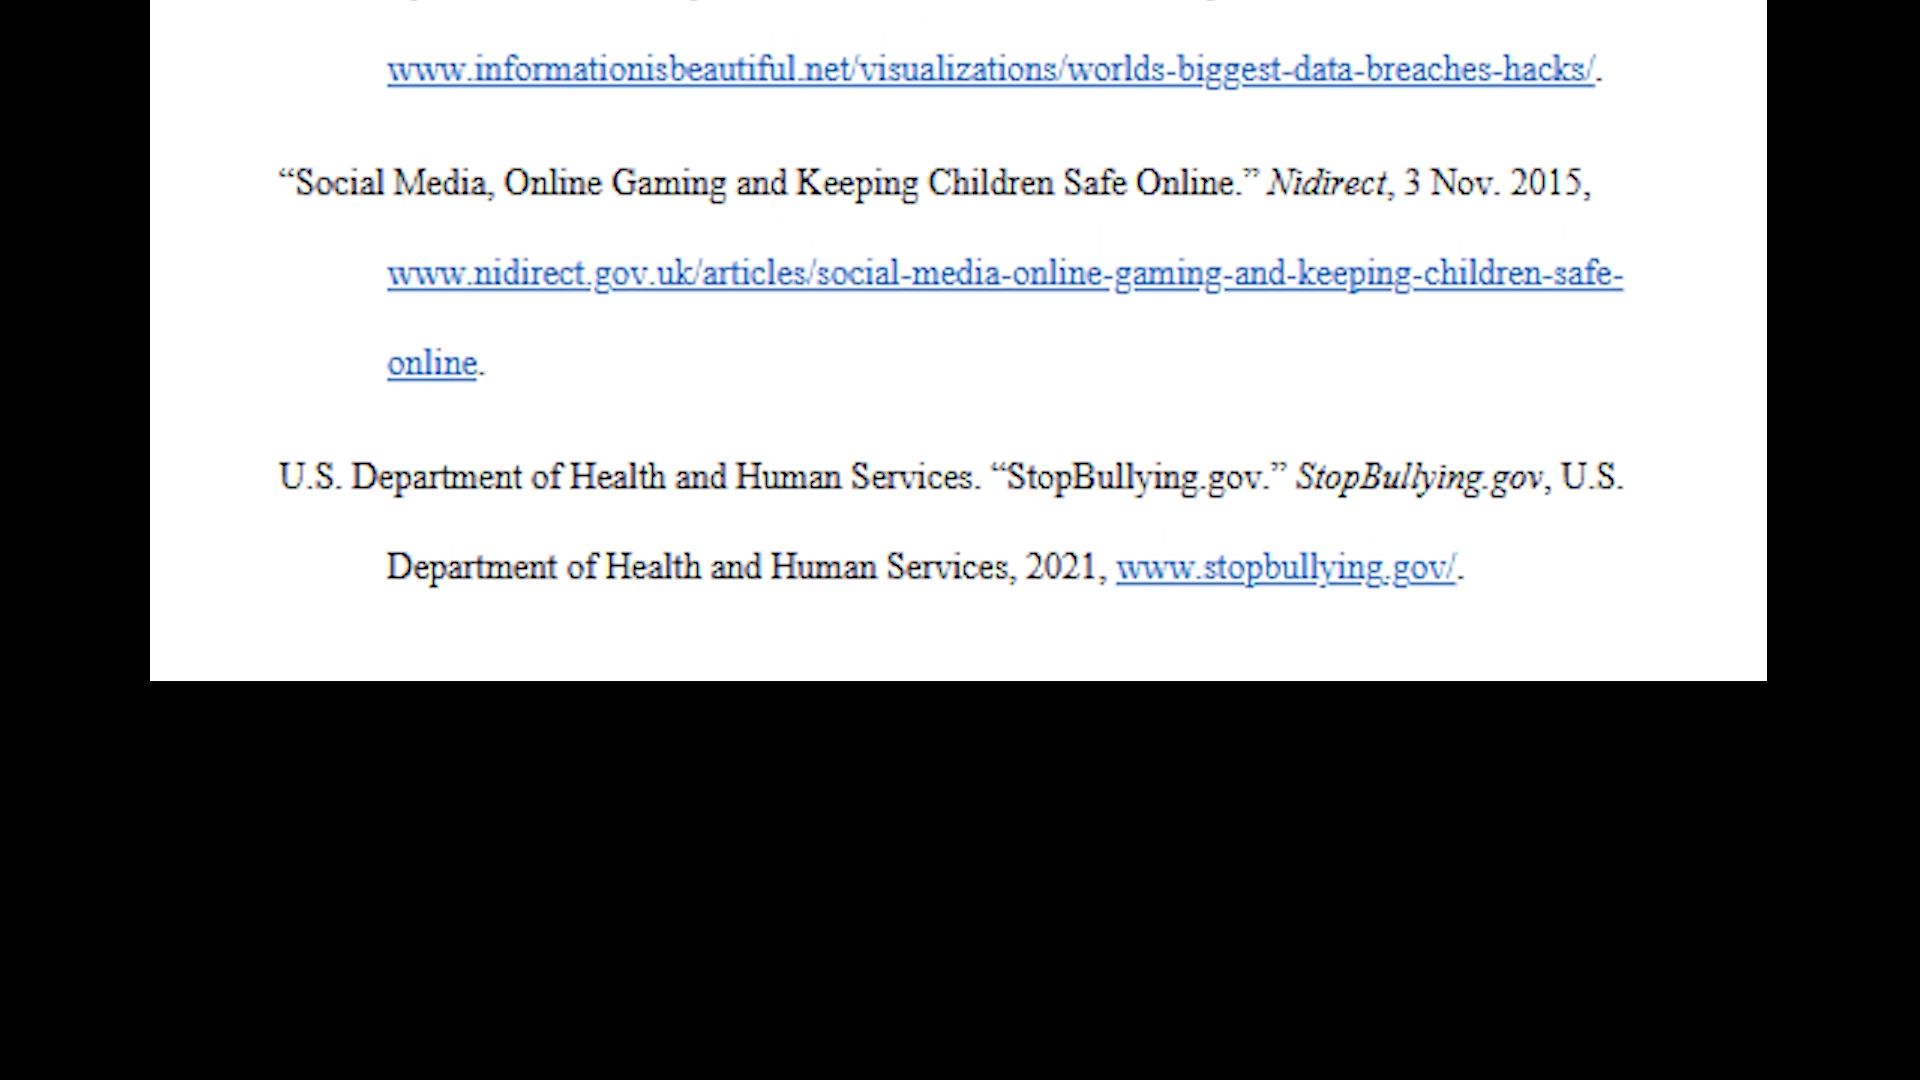 www.informationisbeautiful.net/visualizations/worlds-biggest-data-breaches-hacks/.
“Social Media, Online Gaming and Keeping Children Safe Online.” Nidirect, 3 Nov. 2015,
www.nidirect.gov.uk/articles/social-media-online-gaming-and-keeping-children-safe-
online.
U.S. Department of Health and Human Services. “StopBullying.gov.” StopBullying.gov, U.S.
Department of Health and Human Services, 2021, www.stopbullying.gov/.